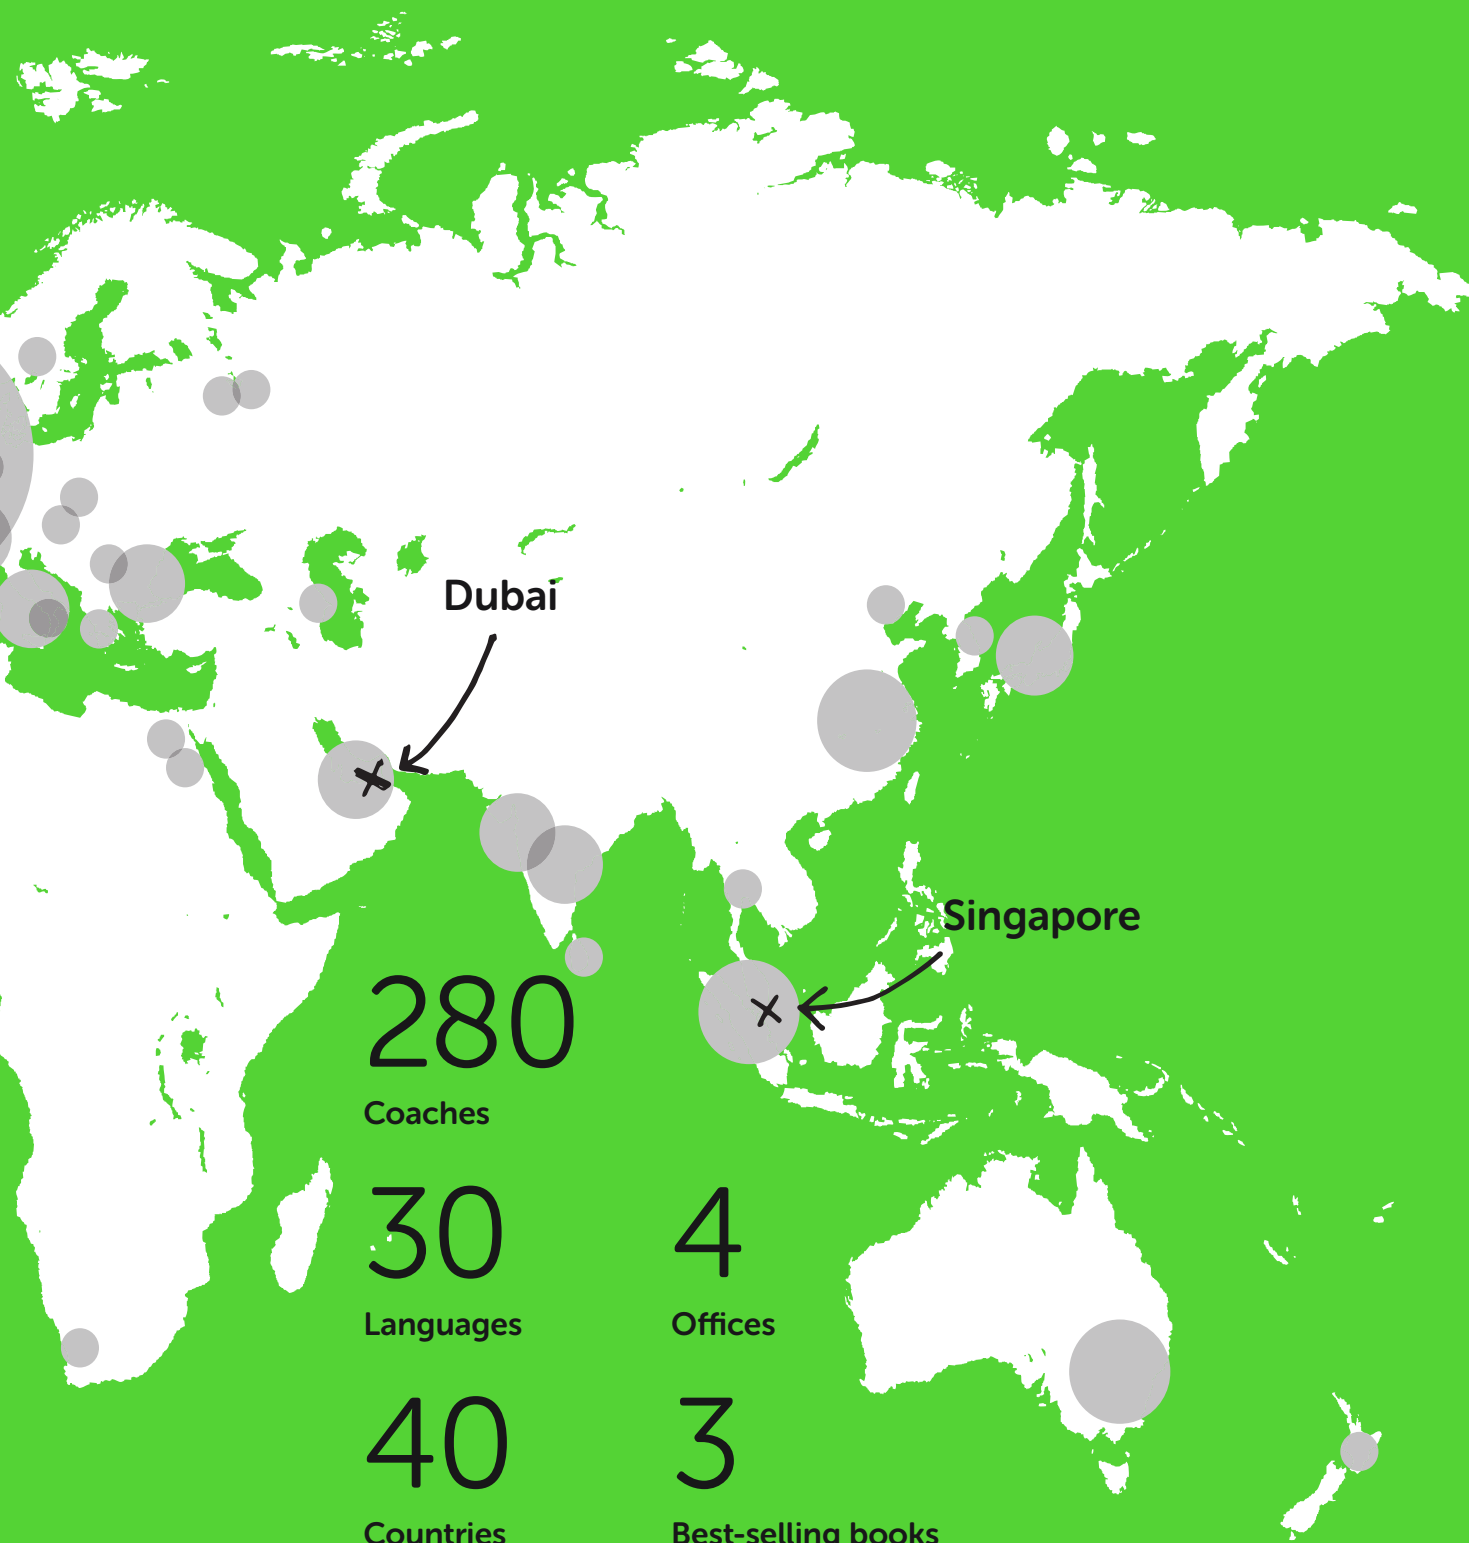 Dubai
Singapore
280
Coaches
30
Languages
4
Offices
40
Countries
3
Best-selling books